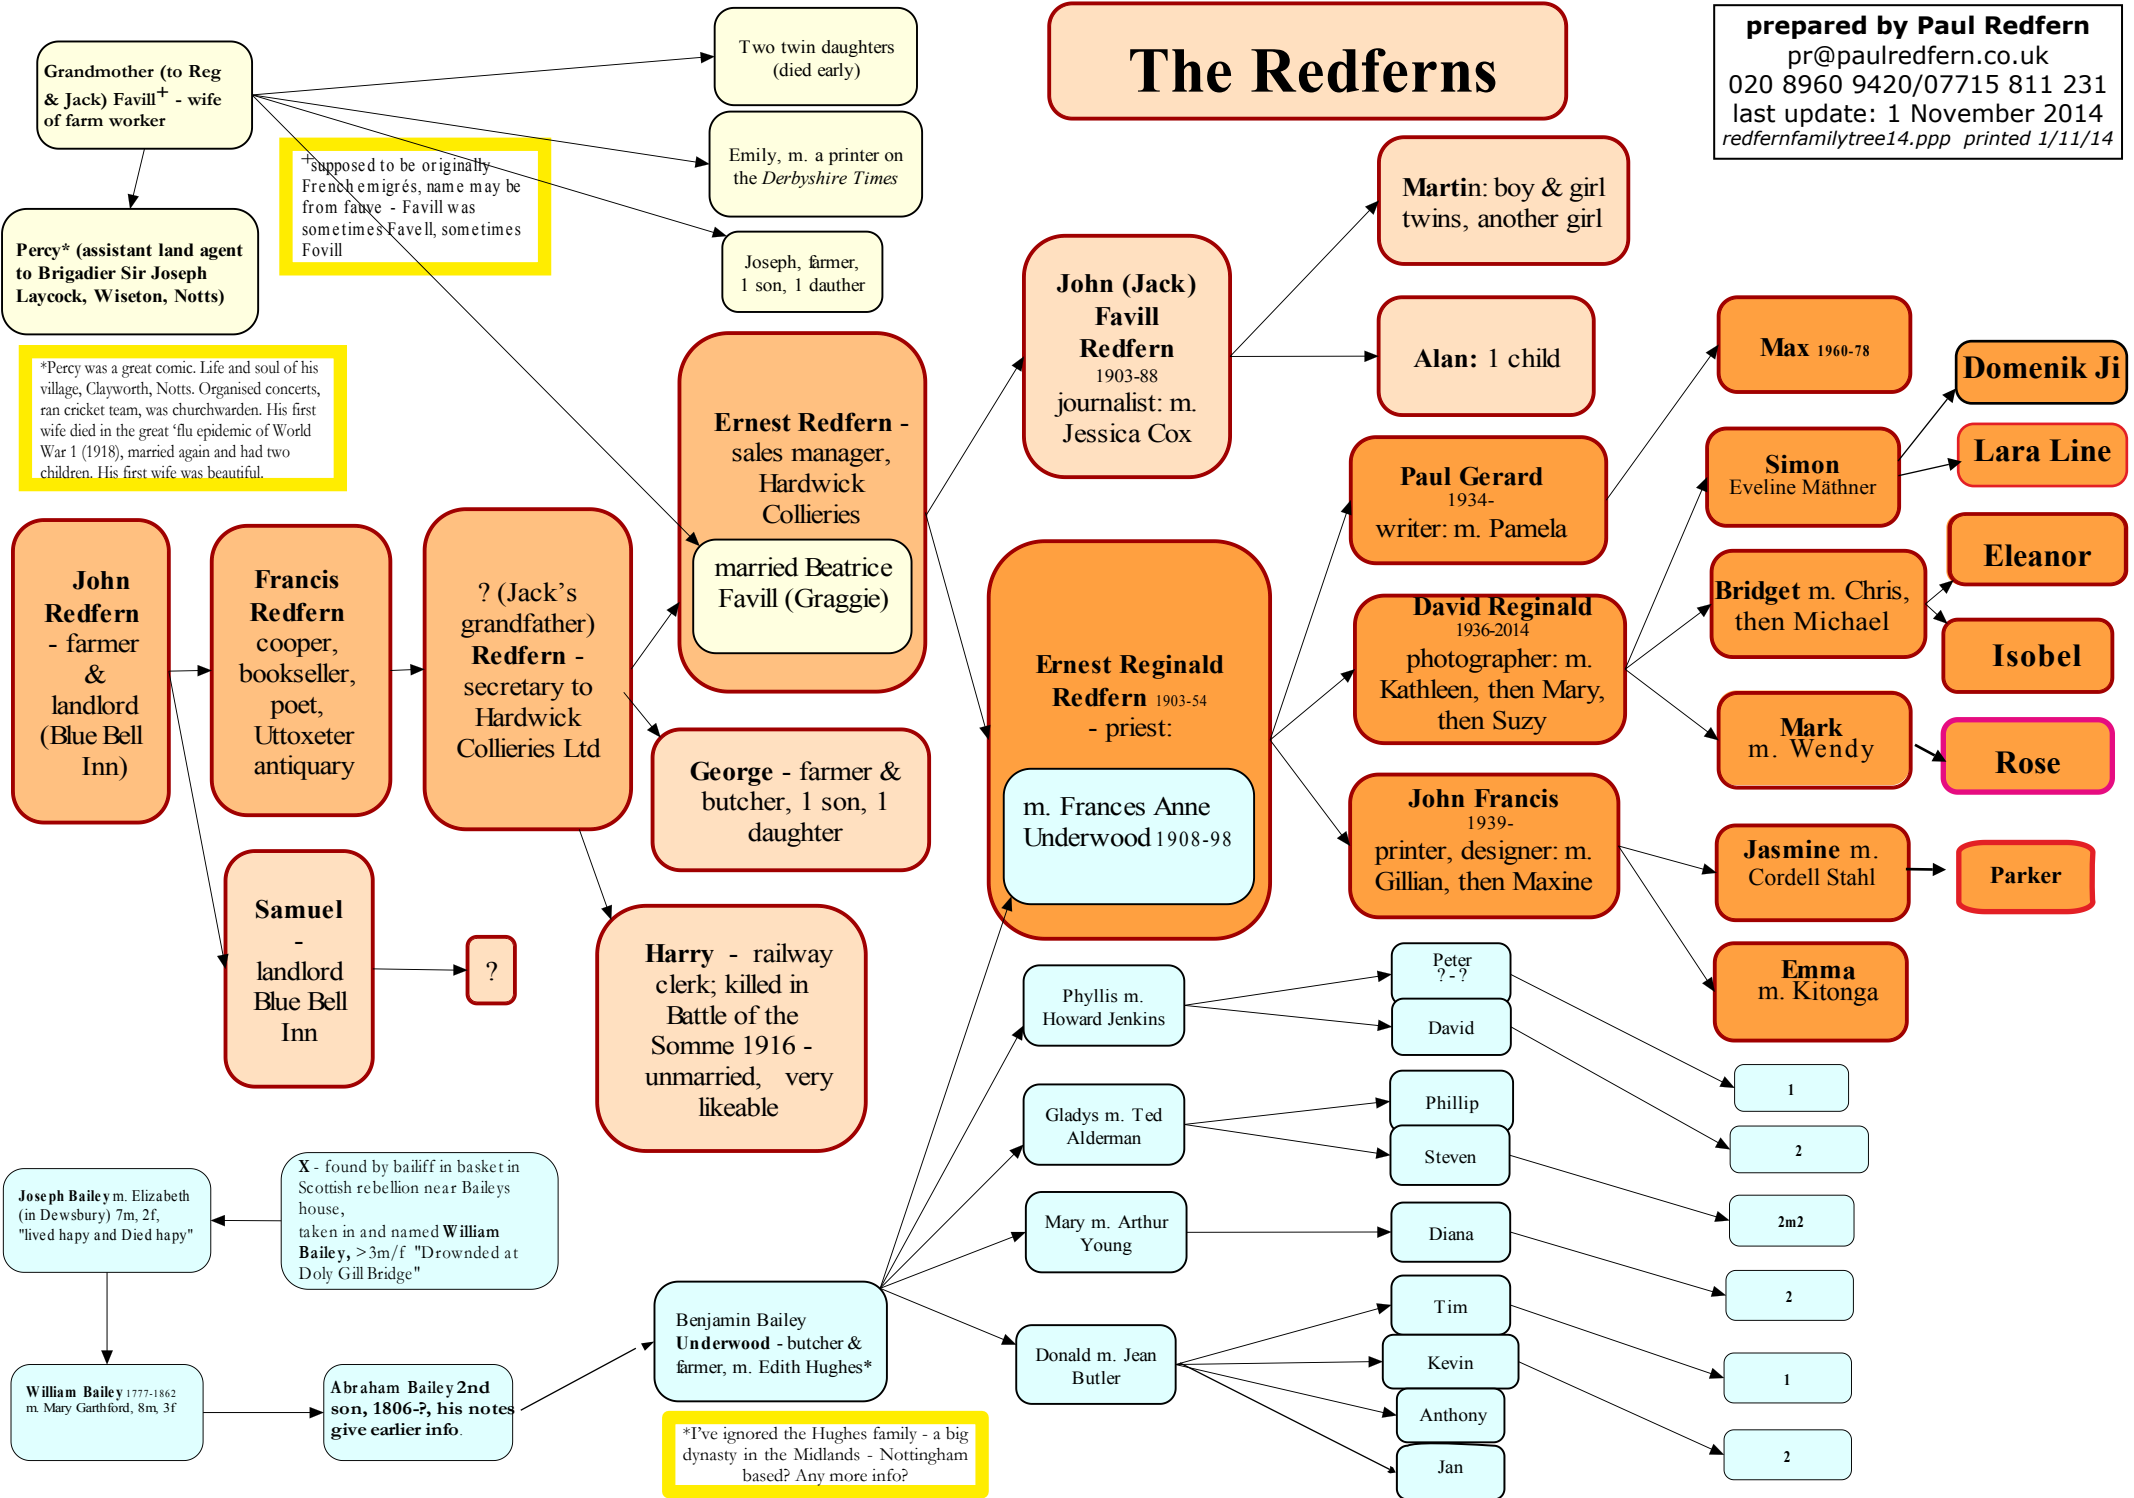 The Redferns
prepared by Paul Redfern
pr@paulredfern.co.uk
020 8960 9420/07715 811 231
last update: 1 November 2014
redfernfamilytree14.ppp printed 1/11/14
Grandmother (to Reg
& Jack) Favill+ - wife
of farm worker
Two twin daughters
(died early)
Emily, m. a printer on
the Derbyshire Times
Joseph, farmer,
1 son, 1 dauther
+supposed to be originally
French emigrés, name may be
from fauve - Favill was
sometimes Favell, sometimes
Fovill
Percy* (assistant land agent
to Brigadier Sir Joseph
Laycock, Wiseton, Notts)
*Percy was a great comic. Life and soul of his
village, Clayworth, Notts. Organised concerts,
ran cricket team, was churchwarden. His first
wife died in the great ‘flu epidemic of World
War 1 (1918), married again and had two
children. His first wife was beautiful.
John
Redfern
- farmer
&
landlord
(Blue Bell
Inn)
Francis
Redfern
cooper,
bookseller,
poet,
Uttoxeter
antiquary
? (Jack’s
grandfather)
Redfern -
secretary to
Hardwick
Collieries Ltd
Samuel
-
landlord
Blue Bell
Inn
?
Ernest Redfern -
sales manager,
Hardwick
Collieries
married Beatrice
Favill (Graggie)
George - farmer &
butcher, 1 son, 1
daughter
Harry - railway
clerk; killed in
Battle of the
Somme 1916 -
unmarried, very
likeable
John (Jack)
Favill
Redfern
1903-88
journalist: m.
Jessica Cox
Martin: boy & girl
twins, another girl
Alan: 1 child
Ernest Reginald
Redfern 1903-54
- priest:
m. Frances Anne
Underwood 1908-98
Paul Gerard
1934-
writer: m. Pamela
David Reginald
1936-2014
photographer: m.
Kathleen, then Mary,
then Suzy
John Francis
1939-
printer, designer: m.
Gillian, then Maxine
Max 1960-78
Simon
Eveline Mäthner
Bridget m. Chris,
then Michael
Mark
m. Wendy
Jasmine m.
Cordell Stahl
Emma
m. Kitonga
Domenik Ji
Lara Line
Eleanor
Isobel
Rose
Parker
X - found by bailiff in basket in
Scottish rebellion near Baileys
house,
taken in and named William
Bailey, >3m/f "Drownded at
Doly Gill Bridge"
Joseph Bailey m. Elizabeth
(in Dewsbury) 7m, 2f,
"lived hapy and Died hapy"
William Bailey 1777-1862
m. Mary Garthford, 8m, 3f
Abraham Bailey 2nd
son, 1806-?, his notes
give earlier info.
Benjamin Bailey
Underwood - butcher &
farmer, m. Edith Hughes*
*I’ve ignored the Hughes family - a big
dynasty in the Midlands - Nottingham
based? Any more info?
Phyllis m.
Howard Jenkins
Gladys m. Ted
Alderman
Mary m. Arthur
Young
Donald m. Jean
Butler
Peter
? - ?
David
Phillip
Steven
Diana
Tim
Kevin
Anthony
Jan
1
2
2m2
2
1
2